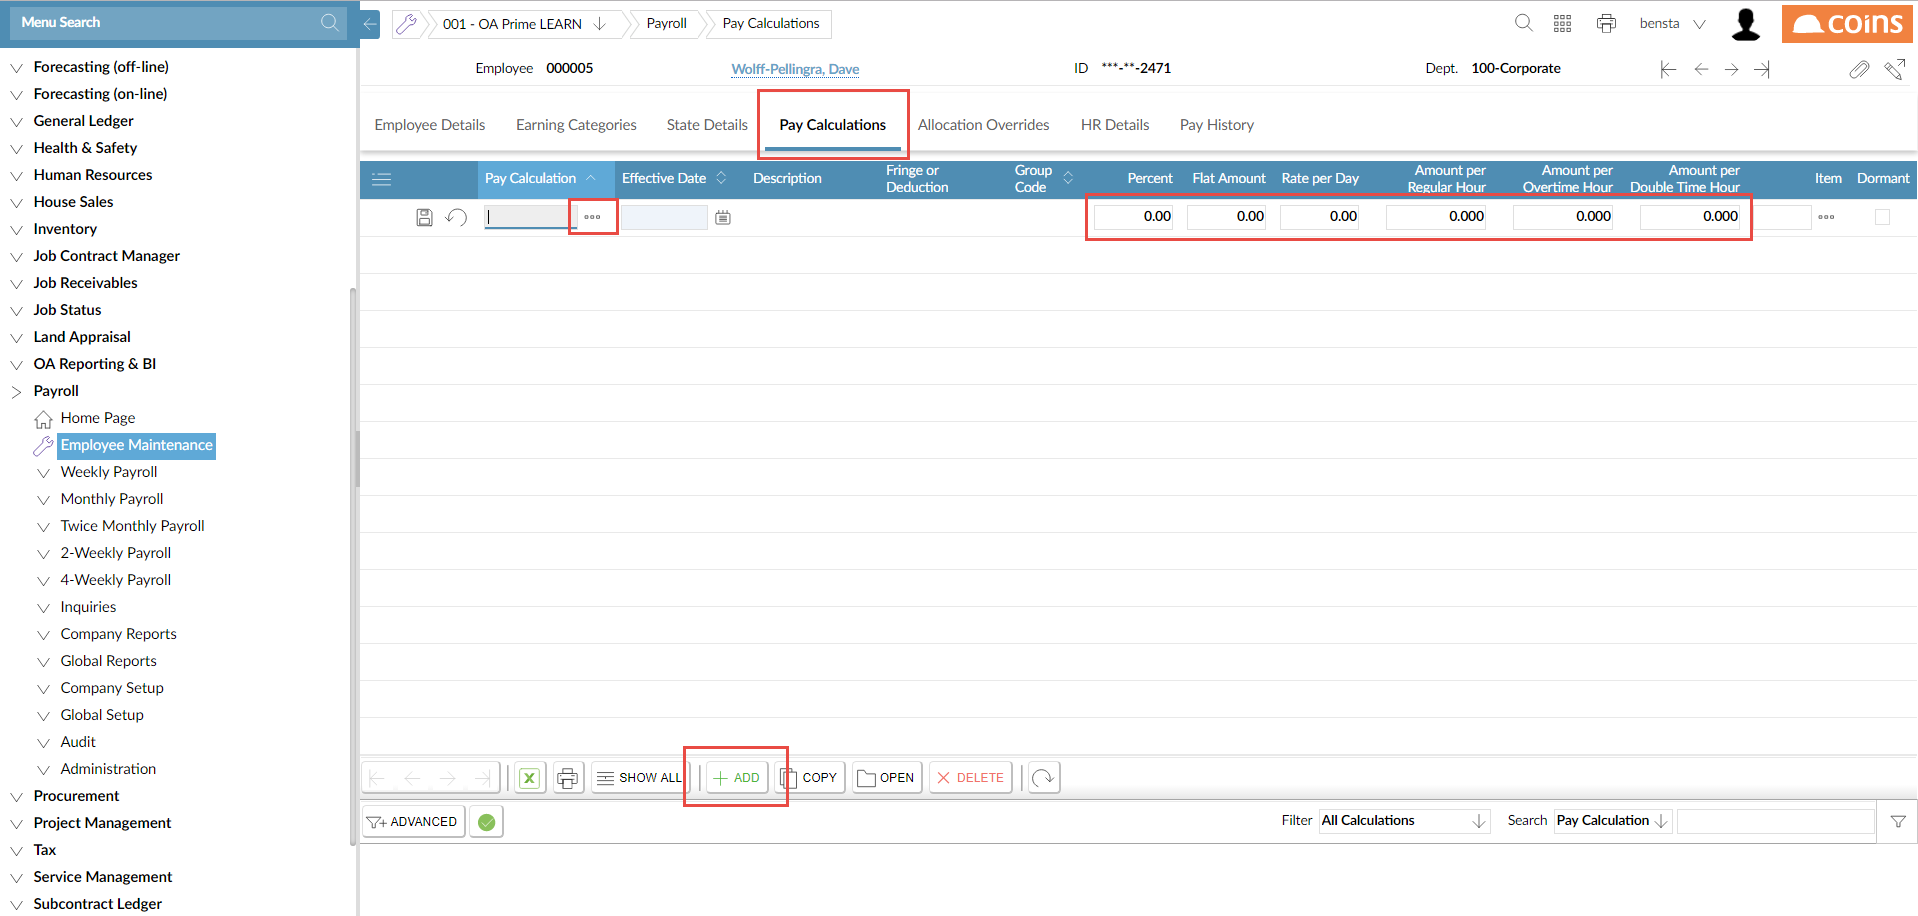 Menu Search
001 - OA Prime LEARN
Payroll
Pay Calculations
bensta
coins
Employee 000005
Wolff-Pellingra, Dave
ID ***-**-2471
Dept. 100-Corporate
Employee Details
Earning Categories
State Details
Pay Calculations
Allocation Overrides
HR Details
Pay History
Pay Calculation
Effective Date
Description
Fringe or
Deduction
Group
Code
Percent
Flat Amount
Rate per Day
Amount per
Regular Hour
Amount per
Overtime Hour
Amount per
Double Time Hour
Item
Dormant
0.00
0.00
0.00
0.000
0.000
0.000
Forecasting (off-line)
Forecasting (on-line)
General Ledger
Health & Safety
Human Resources
House Sales
Inventory
Job Contract Manager
Job Receivables
Job Status
Land Appraisal
OA Reporting & BI
Payroll
Home Page
Employee Maintenance
Weekly Payroll
Monthly Payroll
Twice Monthly Payroll
2-Weekly Payroll
4-Weekly Payroll
Inquiries
Company Reports
Global Reports
Company Setup
Global Setup
Audit
Administration
Procurement
Project Management
Tax
Service Management
Subcontract Ledger
SHOW ALL
ADD
COPY
OPEN
DELETE
ADVANCED
Filter All Calculations
Search Pay Calculation